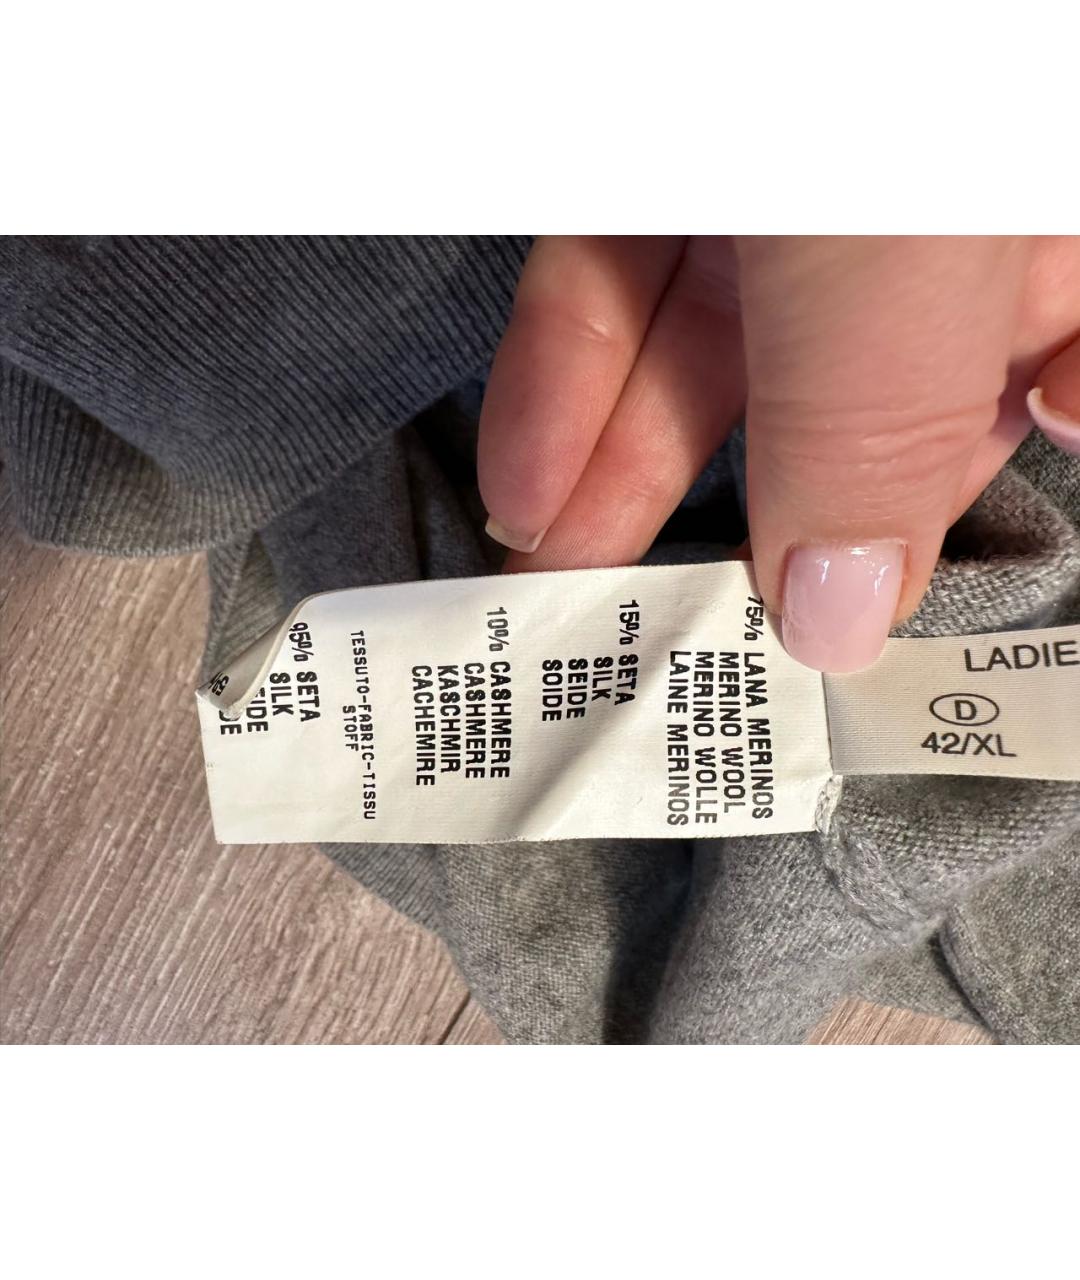 75% LANA MERINOS
MERINO WOOL
MERINO WOLLE
LAINE MERINOS
15% SETA
SILK
SEIDE
SOIDE
10% CASHMERE
CASHMERE
KASCHMIR
CACHEMIRE
TESSUTO-FABRIC-TISSU
STOFF
95% SETA
SILK
LADIE
D
42/XL